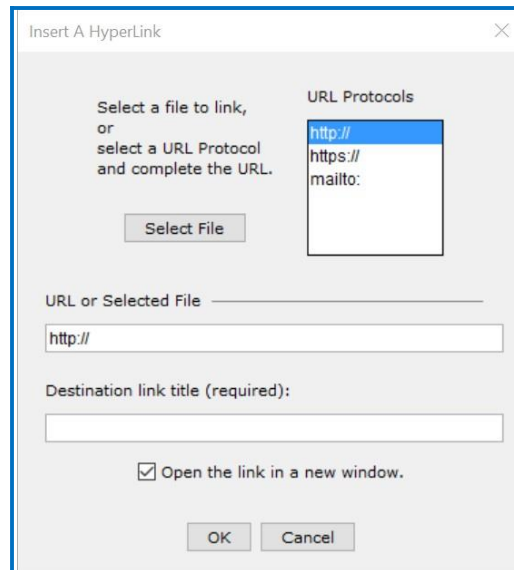 Insert A HyperLink
Select a file to link,
or
select a URL Protocol
and complete the URL.
Select File
URL Protocols
http://
https://
mailto:
URL or Selected File
http://
Destination link title (required):
Open the link in a new window.
OK
Cancel